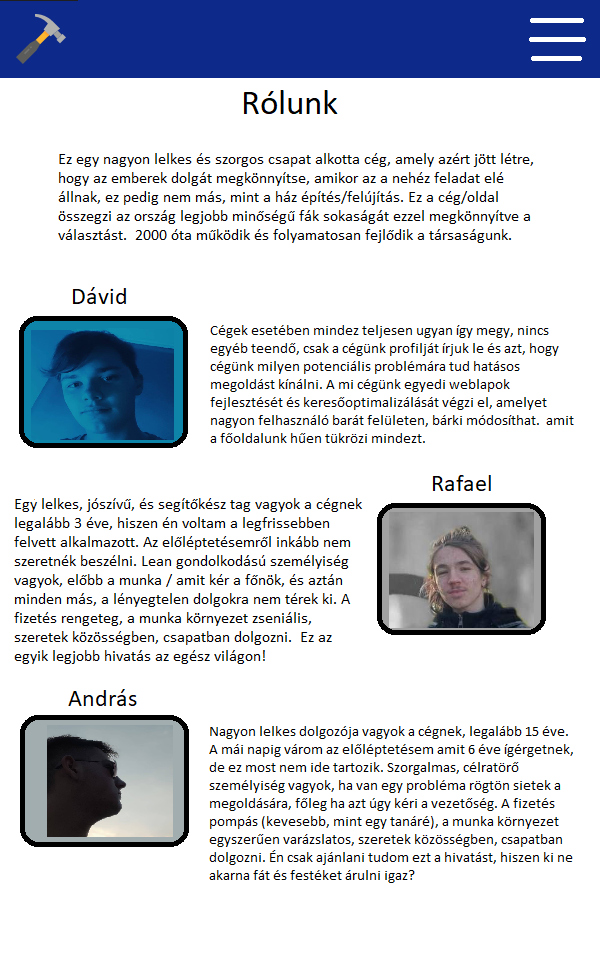 Rólunk
Ez egy nagyon lelkes és szorgos csapat alkotta cég, amely azért jött létre,
hogy az emberek dolgát megkönnyítse, amikor az a nehéz feladat elé
állnak, ez pedig nem más, mint a ház építés/felújítás. Ez a cég/oldal
összegzi az ország legjobb minőségű fák sokaságát ezzel megkönnyítve a
választást.  2000 óta működik és folyamatosan fejlődik a társaságunk.
Dávid
Cégek esetében mindez teljesen ugyan így megy, nincs
egyéb teendő, csak a cégünk profilját írjuk le és azt, hogy
cégünk milyen potenciális problémára tud hatásos
megoldást kínálni. A mi cégünk egyedi weblapok
fejlesztését és keresőoptimalizálását végzi el, amelyet
nagyon felhasználó barát felületen, bárki módosíthat.  amit
a főoldalunk hűen tükrözi mindezt.
Rafael
Egy lelkes, jószívű, és segítőkész tag vagyok a cégnek
legalább 3 éve, hiszen én voltam a legfrissebben
felvett alkalmazott. Az előléptetésemről inkább nem
szeretnék beszélni. Lean gondolkodású személyiség
vagyok, előbb a munka / amit kér a főnök, és aztán
minden más, a lényegtelen dolgokra nem térek ki. A
fizetés rengeteg, a munka környezet zseniális,
szeretek közösségben, csapatban dolgozni.  Ez az
egyik legjobb hivatás az egész világon!
András
Nagyon lelkes dolgozója vagyok a cégnek, legalább 15 éve.
A mái napig várom az előléptetésem amit 6 éve ígérgetnek,
de ez most nem ide tartozik. Szorgalmas, célratörő
személyiség vagyok, ha van egy probléma rögtön sietek a
megoldására, főleg ha azt úgy kéri a vezetőség. A fizetés
pompás (kevesebb, mint egy tanáré), a munka környezet
egyszerűen varázslatos, szeretek közösségben, csapatban
dolgozni. Én csak ajánlani tudom ezt a hivatást, hiszen ki ne
akarna fát és festéket árulni igaz?